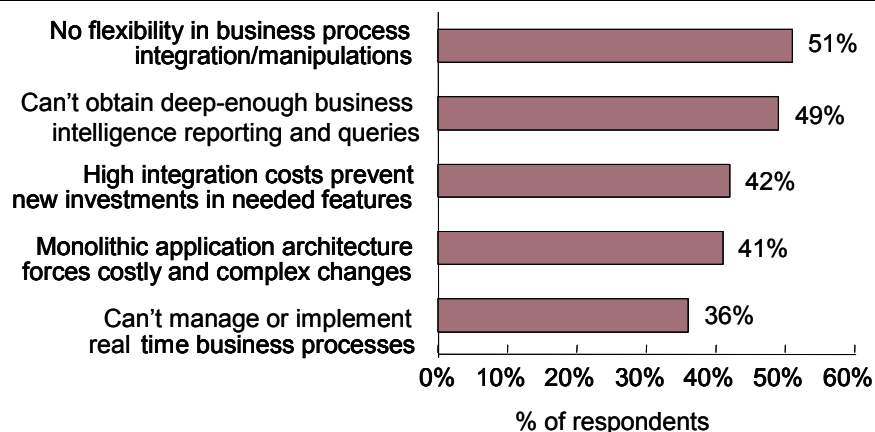 No flexibility in business process
integration/manipulations
51%
Can't obtain deep-enough business
intelligence reporting and queries
49%
High integration costs prevent
new investments in needed features
42%
Monolithic application architecture
forces costly and complex changes
41%
Can't manage or implement
real time business processes
36%
0% 10% 20% 30% 40% 50% 60%
% of respondents